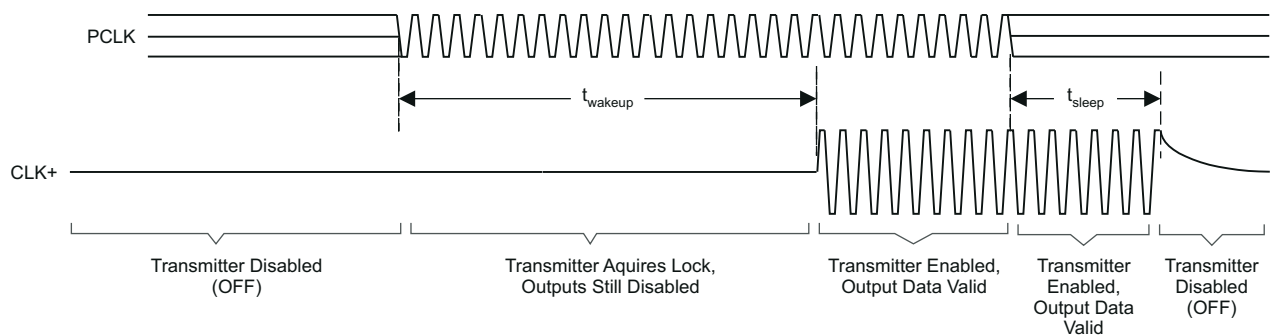 PCLK
twakeup
tsleep
CLK+
Transmitter Disabled
(OFF)
Transmitter Aquires Lock,
Outputs Still Disabled
Transmitter Enabled,
Output Data Valid
Transmitter
Enabled,
Output Data
Valid
Transmitter
Disabled
(OFF)